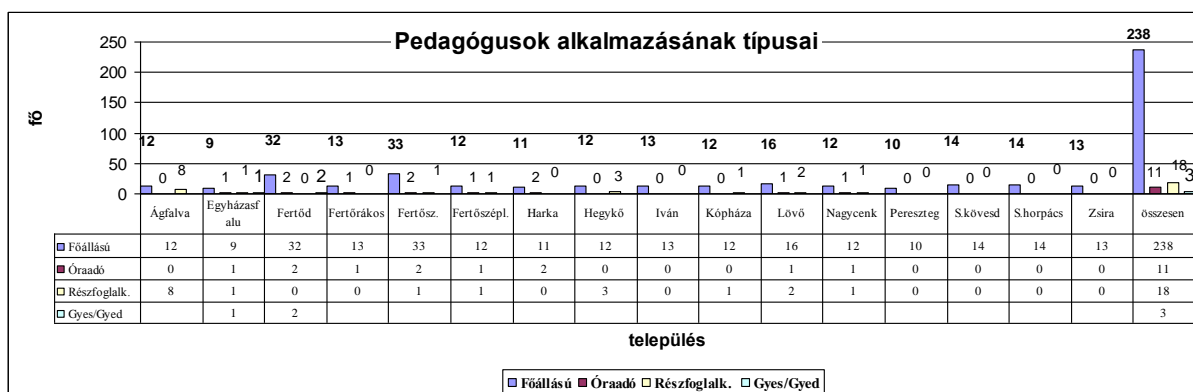 Pedagógusok alkalmazásának típusai
fő
250
200
150
100
50
0
12 0 8 9 1 1 1 32 2 0 2 13 1 0 33 2 1 12 1 1 11 2 0 12 0 3 13 0 0 12 0 1 16 1 2 12 1 1 10 0 0 14 0 0 14 0 0 13 0 0 238 11 18 3
Ágfalva Egyházasfalu Fertőd Fertőrákos Fertősz. Fertőszépl. Harka Hegykő Iván Kópháza Lövő Nagycenk Pereszteg S.kövesd S.horpács Zsira összesen
Főállású 12 9 32 13 33 12 11 12 13 12 16 12 10 14 14 13 238
Óraadó 0 1 2 1 2 1 2 0 0 0 1 1 0 0 0 0 11
Részfoglalk. 8 1 0 0 1 1 0 3 0 1 2 1 0 0 0 0 18
Gyes/Gyed 1 2 3
település
Főállású Óraadó Részfoglalk. Gyes/Gyed